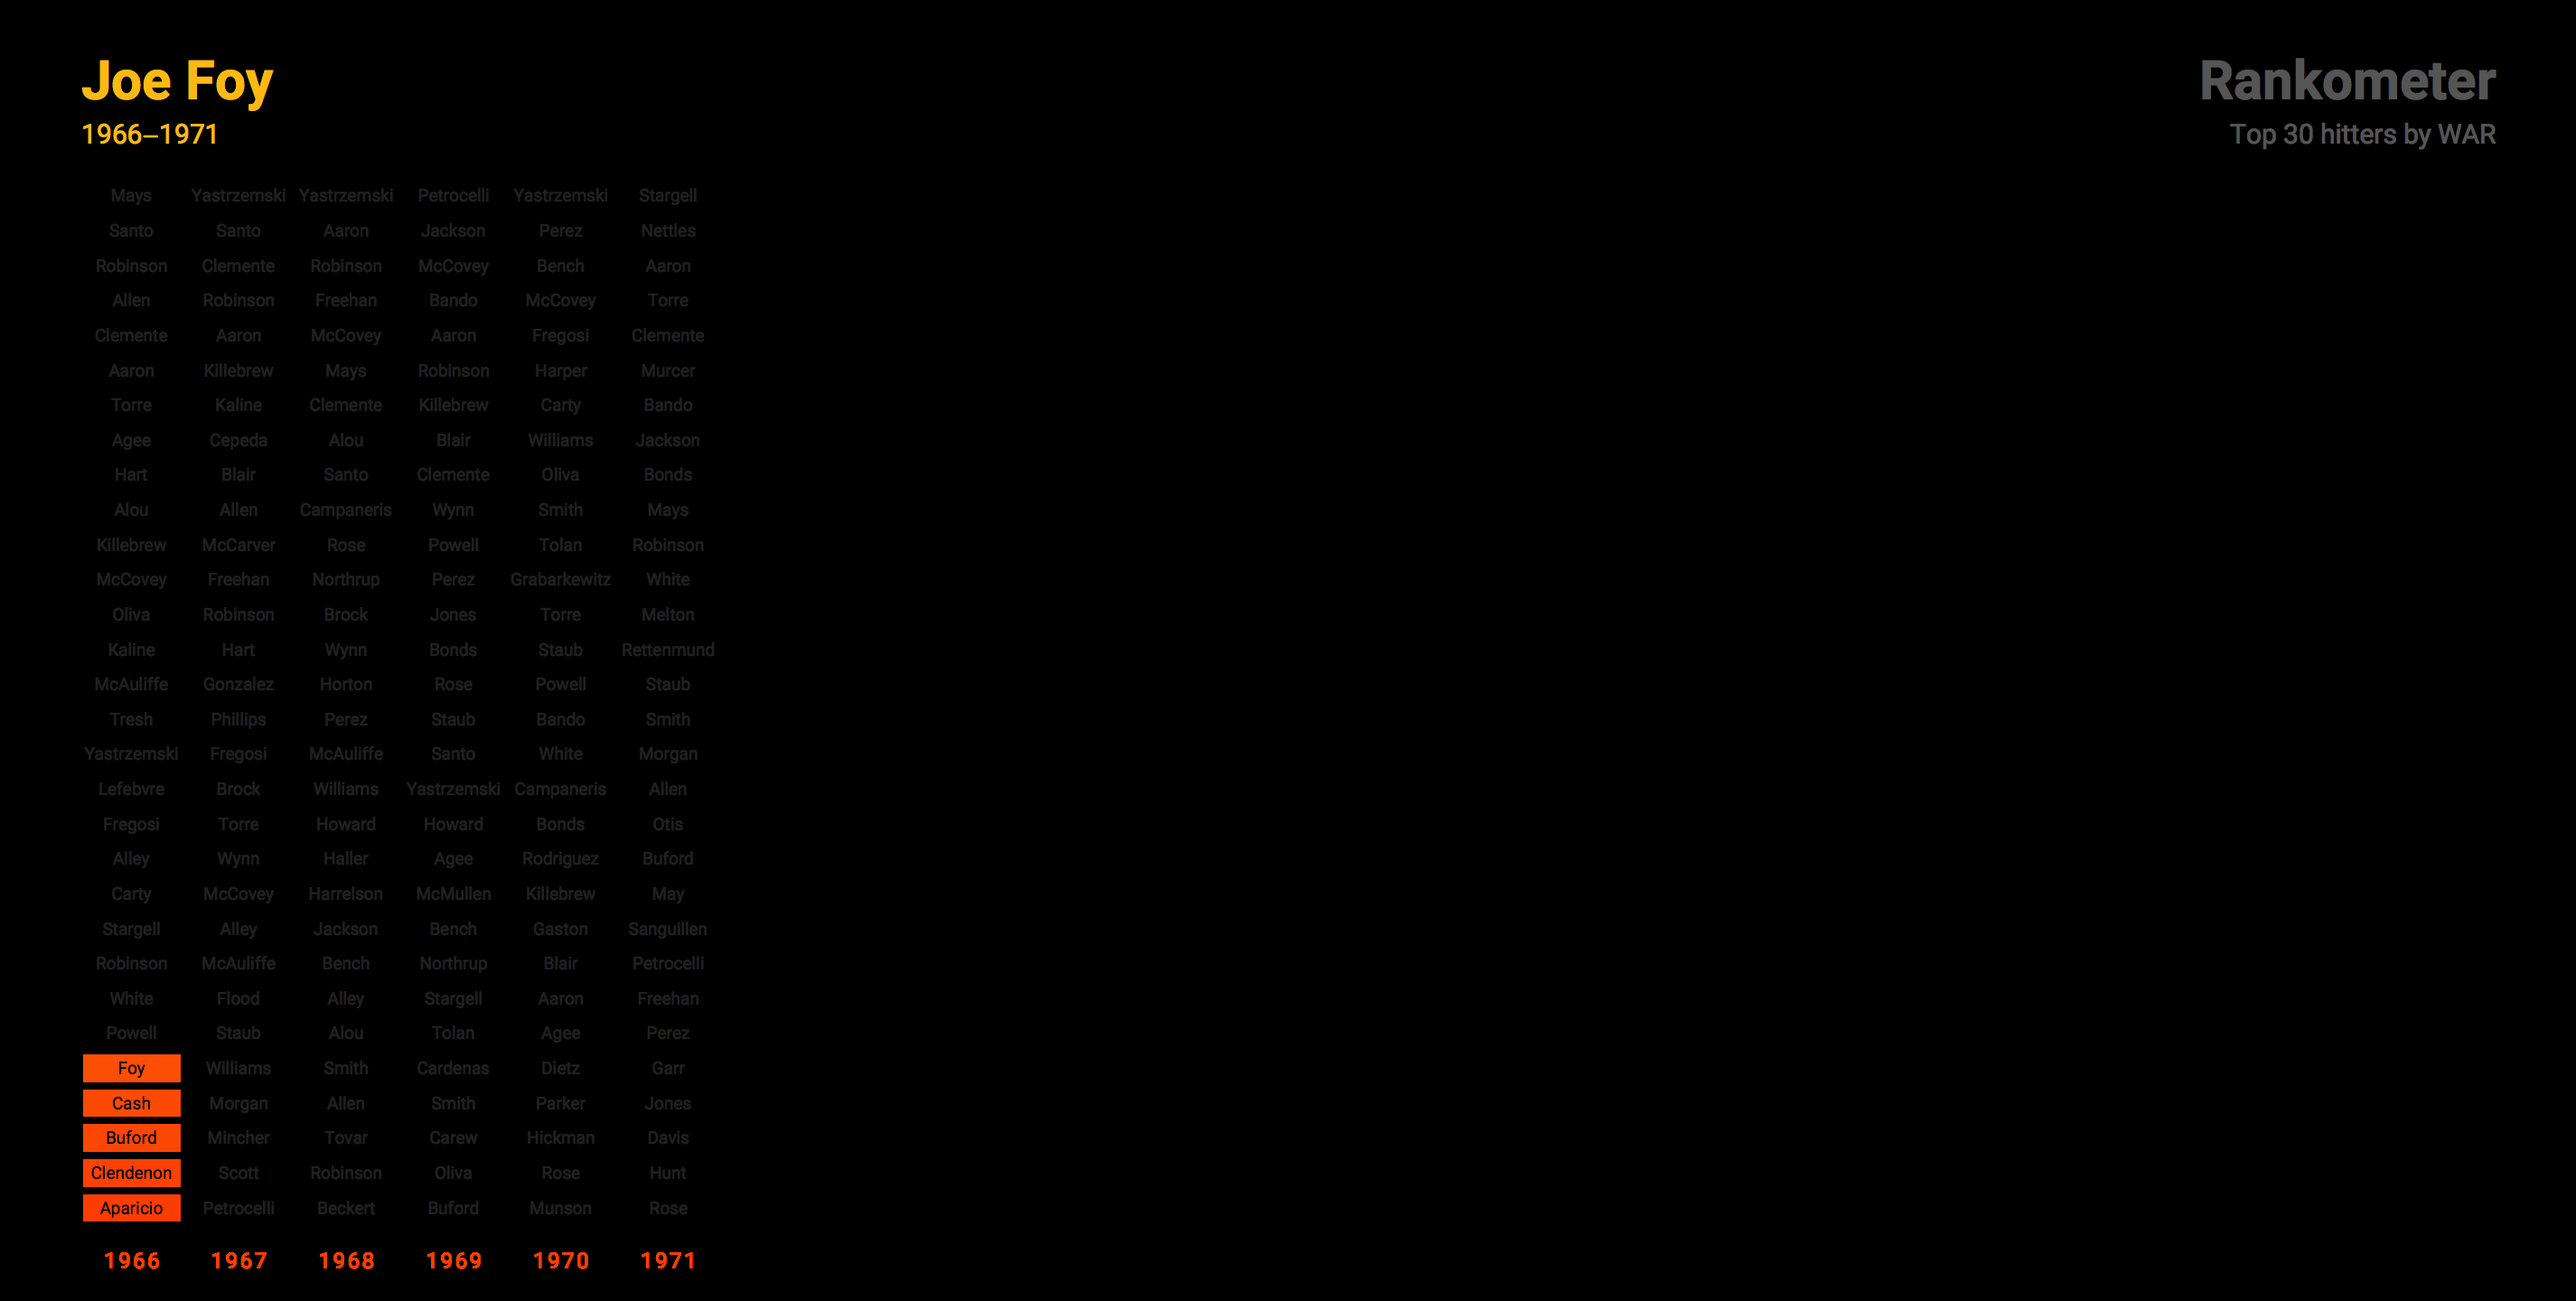 Joe Foy
1966–1971
Rankometer
Top 30 hitters by WAR
Mays Yastrzemski Yastrzemski Petrocelli Yastrzemski Stargell
Santo Santo Aaron Jackson Perez Nettles
Robinson Clemente Robinson McCovey Bench Aaron
Allen Robinson Freehan Bando McCovey Torre
Clemente Aaron McCovey Aaron Fregosi Clemente
Aaron Killebrew Mays Robinson Harper Murcer
Torre Kaline Clemente Killebrew Carty Bando
Agee Cepeda Alou Blair Williams Jackson
Hart Blair Santo Clemente Oliva Bonds
Alou Allen Campaneris Wynn Smith Mays
Killebrew McCarver Rose Powell Tolan Robinson
McCovey Freehan Northrup Perez Grabarkewitz White
Oliva Robinson Brock Jones Torre Melton
Kaline Hart Wynn Bonds Staub Rettenmund
McAuliffe Gonzalez Horton Rose Powell Staub
Tresh Phillips Perez Staub Bando Smith
Yastrzemski Fregosi McAuliffe Santo White Morgan
Lefebvre Brock Williams Yastrzemski Campaneris Allen
Fregosi Torre Howard Howard Bonds Otis
Alley Wynn Haller Agee Rodriguez Buford
Carty McCovey Harrelson McMullen Killebrew May
Stargell Alley Jackson Bench Gaston Sanguillen
Robinson McAuliffe Bench Northrup Blair Petrocelli
White Flood Alley Stargell Aaron Freehan
Powell Staub Alou Tolan Agee Perez
Foy Williams Smith Cardenas Dietz Garr
Cash Morgan Allen Smith Parker Jones
Buford Mincher Tovar Carew Hickman Davis
Clendenon Scott Robinson Oliva Rose Hunt
Aparicio Petrocelli Beckert Buford Munson Rose
1966 1967 1968 1969 1970 1971